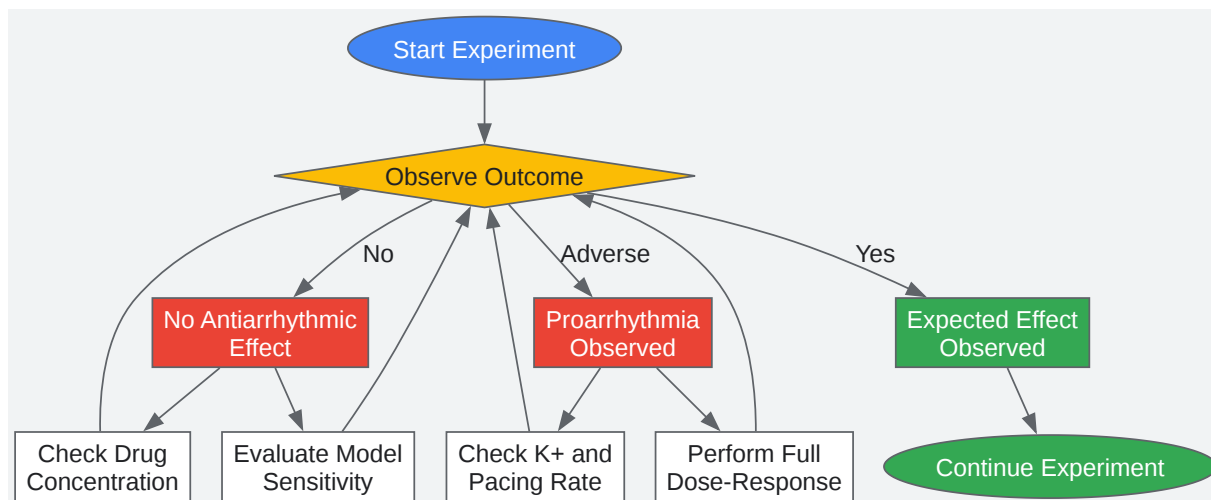 Start Experiment
Observe Outcome
No
Adverse
Yes
No Antiarrhythmic
Effect
Proarrhythmia
Observed
Expected Effect
Observed
Check Drug
Concentration
Evaluate Model
Sensitivity
Check K+ and
Pacing Rate
Perform Full
Dose-Response
Continue Experiment